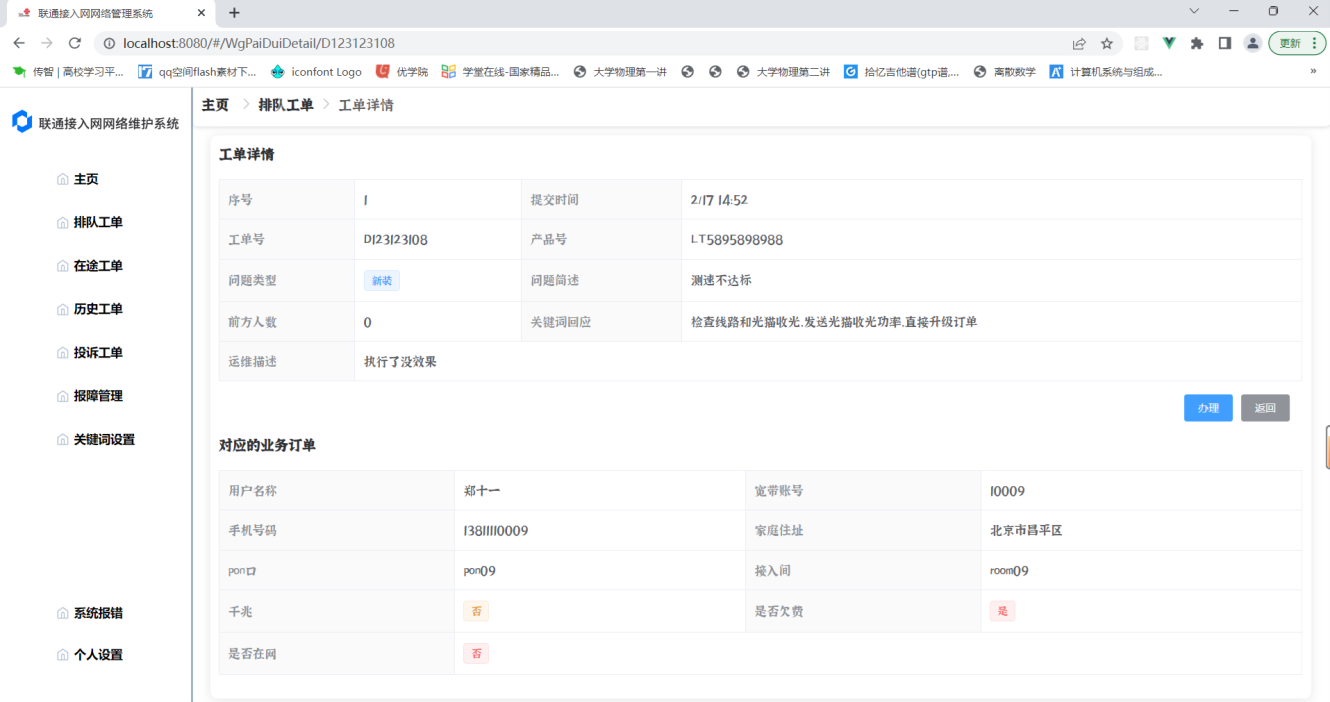 联通接入网网络管理系统
localhost:8080/#/WgPaiDuiDetail/D123123108
更新
传智 | 高校学习平...
qq空间flash素材下...
iconfont Logo
优学院
学堂在线-国家精品...
大学物理第一讲
大学物理第二讲
拾忆吉他谱(gtp谱,...
离散数学
计算机系统与组成...
»
联通接入网网络维护系统
主页
排队工单
在途工单
历史工单
投诉工单
报障管理
关键词设置
系统报错
个人设置
主页 > 排队工单 > 工单详情
工单详情
序号 1 提交时间 2/17 14:52
工单号 D123123108 产品号 LT5895898988
问题类型 新装 问题简述 测速不达标
前方人数 0 关键词回应 检查线路和光猫收光.发送光猫收光功率.直接升级订单
运维描述 执行了没效果
办理 返回
对应的业务订单
用户名称 郑十一 宽带账号 10009
手机号码 13811110009 家庭住址 北京市昌平区
pon口 pon09 接入间 room09
千兆 否 是否欠费 是
是否在网 否